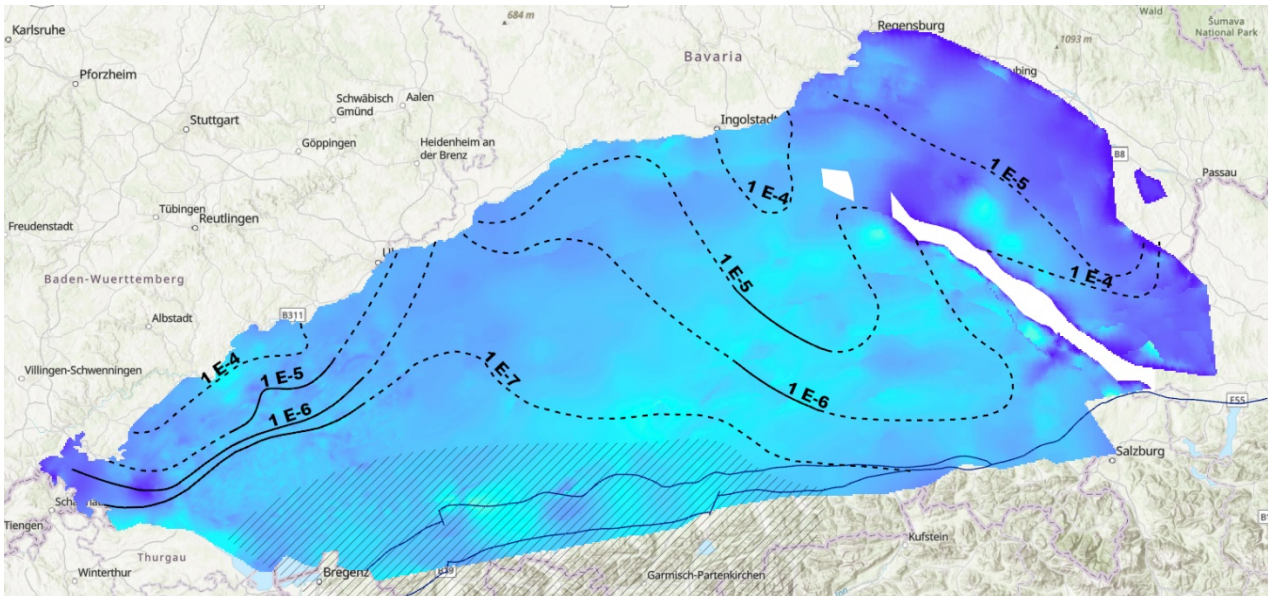 684 m
Wald
Šumava
National Park
Karlsruhe
Regensburg
1093 m
Bavaria
Pforzheim
ubing
Schwäbisch
Gmünd
Aalen
Stuttgart
Ingolstadt
Göppingen
Heidenheim an
der Brenz
B8
Passau
1 E-5
1 E-4
Tübingen
Reutlingen
Freudenstadt
Ul
1 E-5
1 E-4
Baden-Wuerttemberg
B311
Albstadt
1 E-4
1 E-5
1 E-7
Villingen-Schwenningen
1 E-6
1 E-6
E55
Salzburg
Tiengen
Thurgau
Kufstein
Winterthur
Bregenz
Garmisch-Partenkirchen